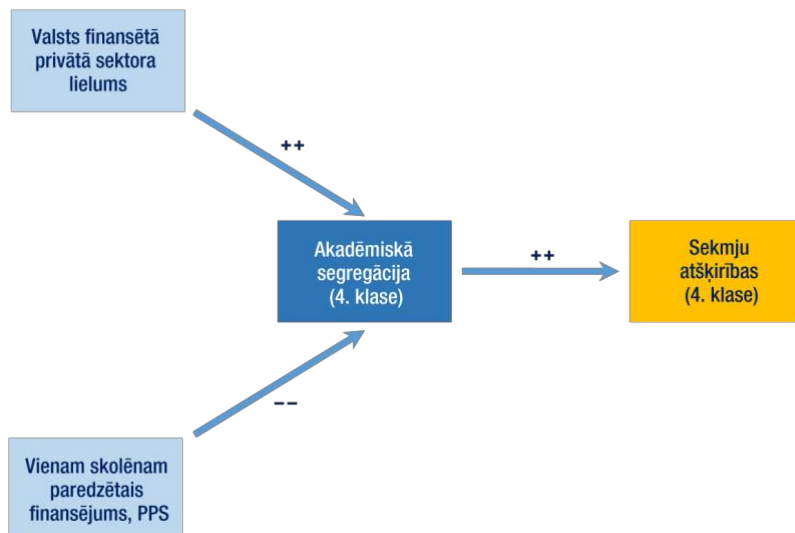 Valsts finansētā
privātā sektora
lielums
++
Akadēmiskā
segregācija
(4. klase)
++
Sekmju
atšķirības
(4. klase)
--
Vienam skolēnam
paredzētais
finansējums, PPS